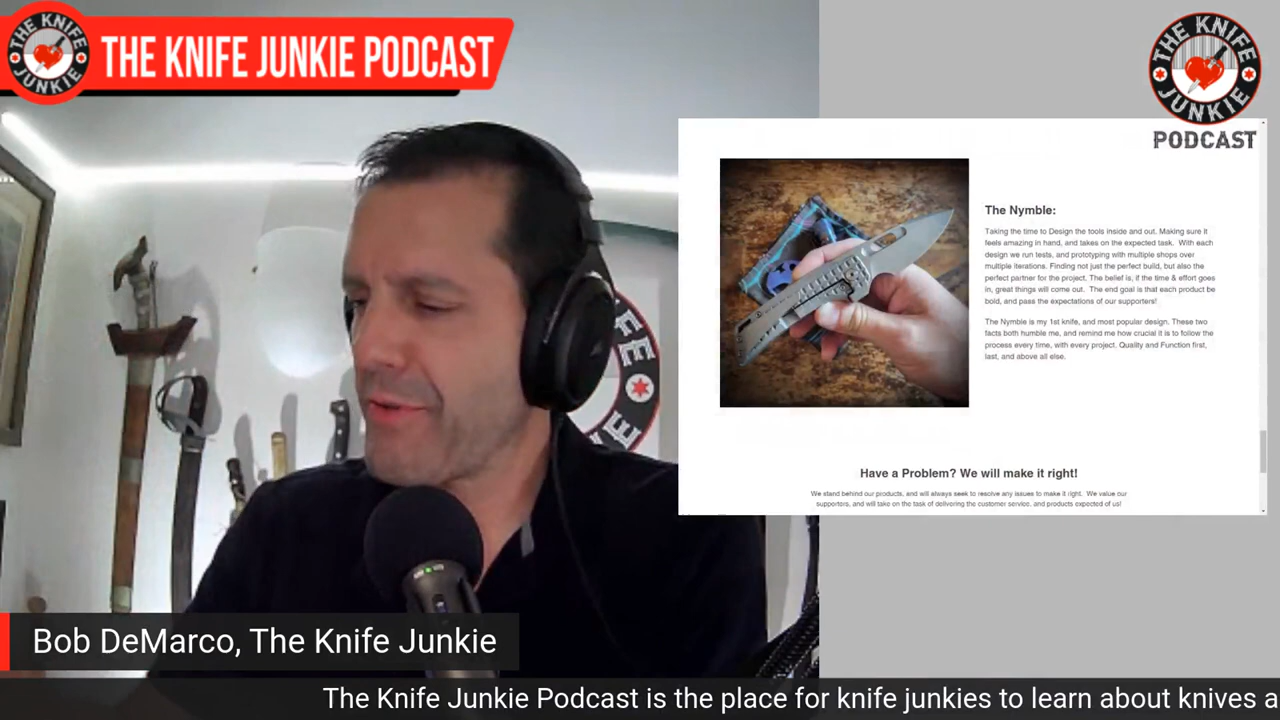 THE KNIFE JUNKIE
THE KNIFE JUNKIE PODCAST
THE KNIFE
JUNKIE
PODCAST
The Nymble:
Taking the time to Design the tools inside and out. Making sure it
feels amazing in hand, and takes on the expected task. With each
design we run tests, and prototyping with multiple shops over
multiple iterations. Finding not just the perfect build, but also the
perfect partner for the project. The belief is, if the time & effort goes
in, great things will come out. The end goal is that each product be
bold, and pass the expectations of our supporters!
The Nymble is my 1st knife, and most popular design. These two
facts both humble me, and remind me how crucial it is to follow the
process every time, with every project. Quality and Function first,
last, and above all else.
Have a Problem? We will make it right!
We stand behind our products, and will always seek to resolve any issues to make it right. We value our
supporters, and will take on the task of delivering the customer service, and products expected of us!
Bob DeMarco, The Knife Junkie
The Knife Junkie Podcast is the place for knife junkies to learn about knives a